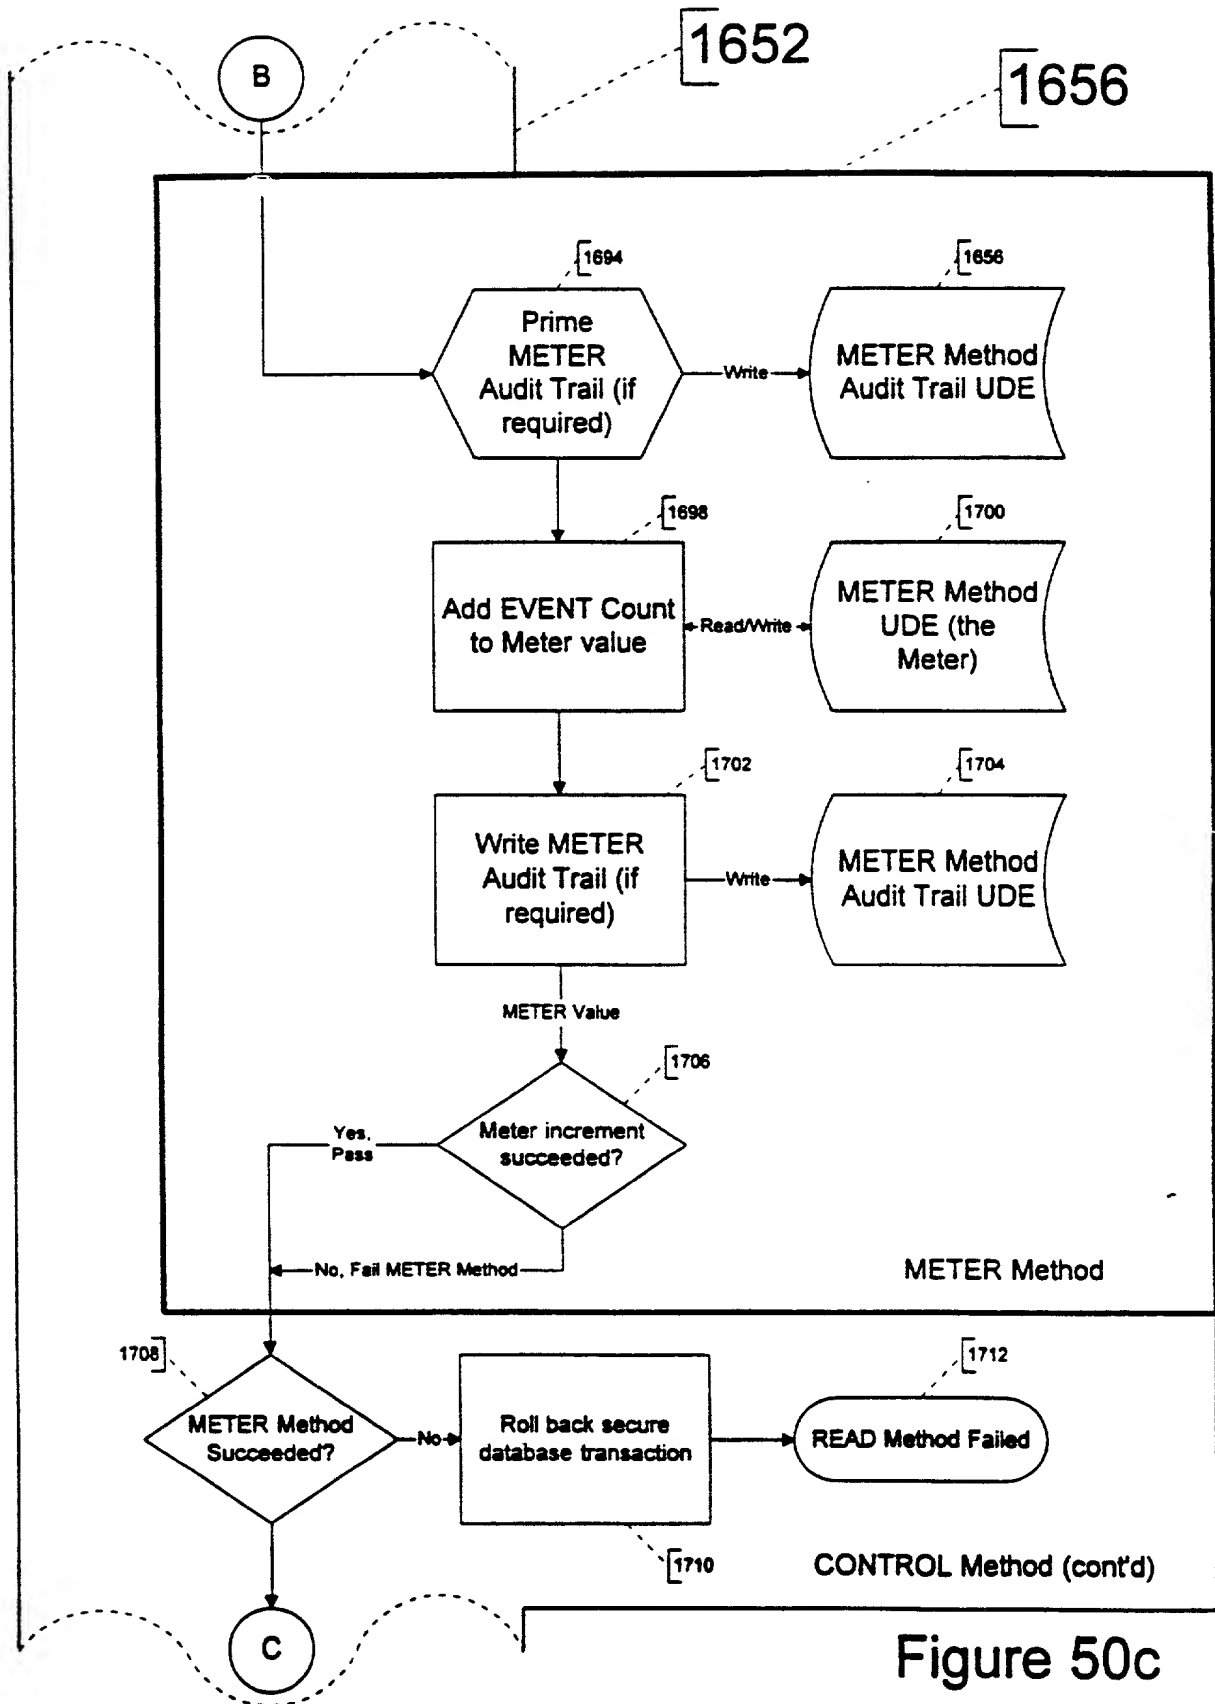 1652
B
1656
1694
1656
Prime
METER
Audit Trail (if
required)
Write
METER Method
Audit Trail UDE
1698
1700
Add EVENT Count
to Meter value
Read/Write
METER Method
UDE (the
Meter)
1702
1704
Write METER
Audit Trail (if
required)
Write
METER Method
Audit Trail UDE
METER Value
1706
Meter increment
succeeded?
Yes,
Pass
No, Fail METER Method
METER Method
1708
1712
METER Method
Succeeded?
No
Roll back secure
database transaction
READ Method Failed
1710
CONTROL Method (cont'd)
C
Figure 50c